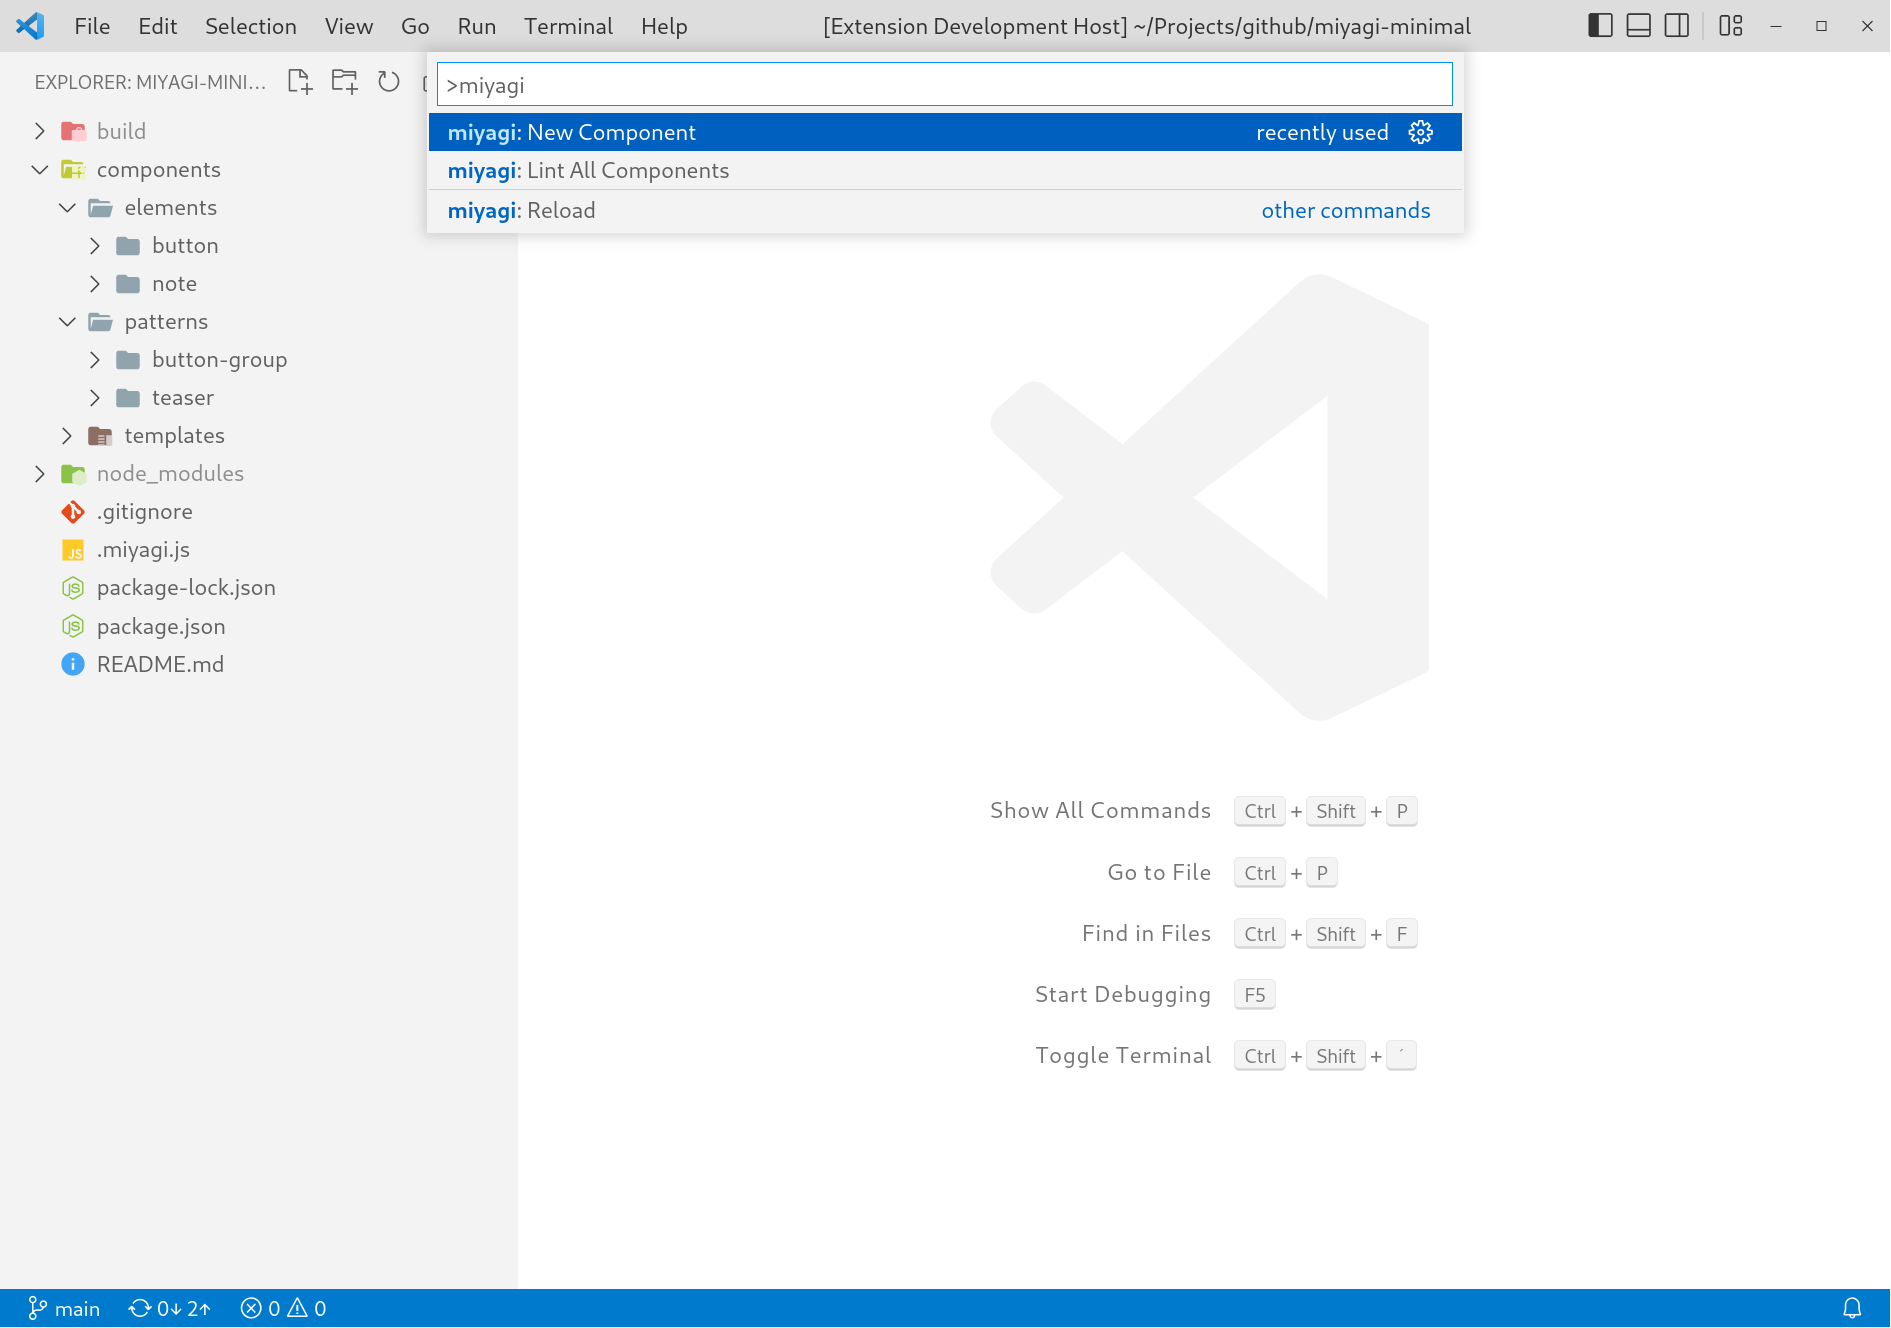 File Edit Selection View Go Run Terminal Help [Extension Development Host] ~/Projects/github/miyagi-minimal
EXPLORER: MIYAGI-MINI...
>miyagi
miyagi: New Component recently used
miyagi: Lint All Components
miyagi: Reload other commands
build
components
elements
button
note
patterns
button-group
teaser
templates
node_modules
.gitignore
JS .miyagi.js
package-lock.json
package.json
README.md
Show All Commands Ctrl + Shift + P
Go to File Ctrl + P
Find in Files Ctrl + Shift + F
Start Debugging F5
Toggle Terminal Ctrl + Shift + ´
main 0↓ 2↑ 0 0